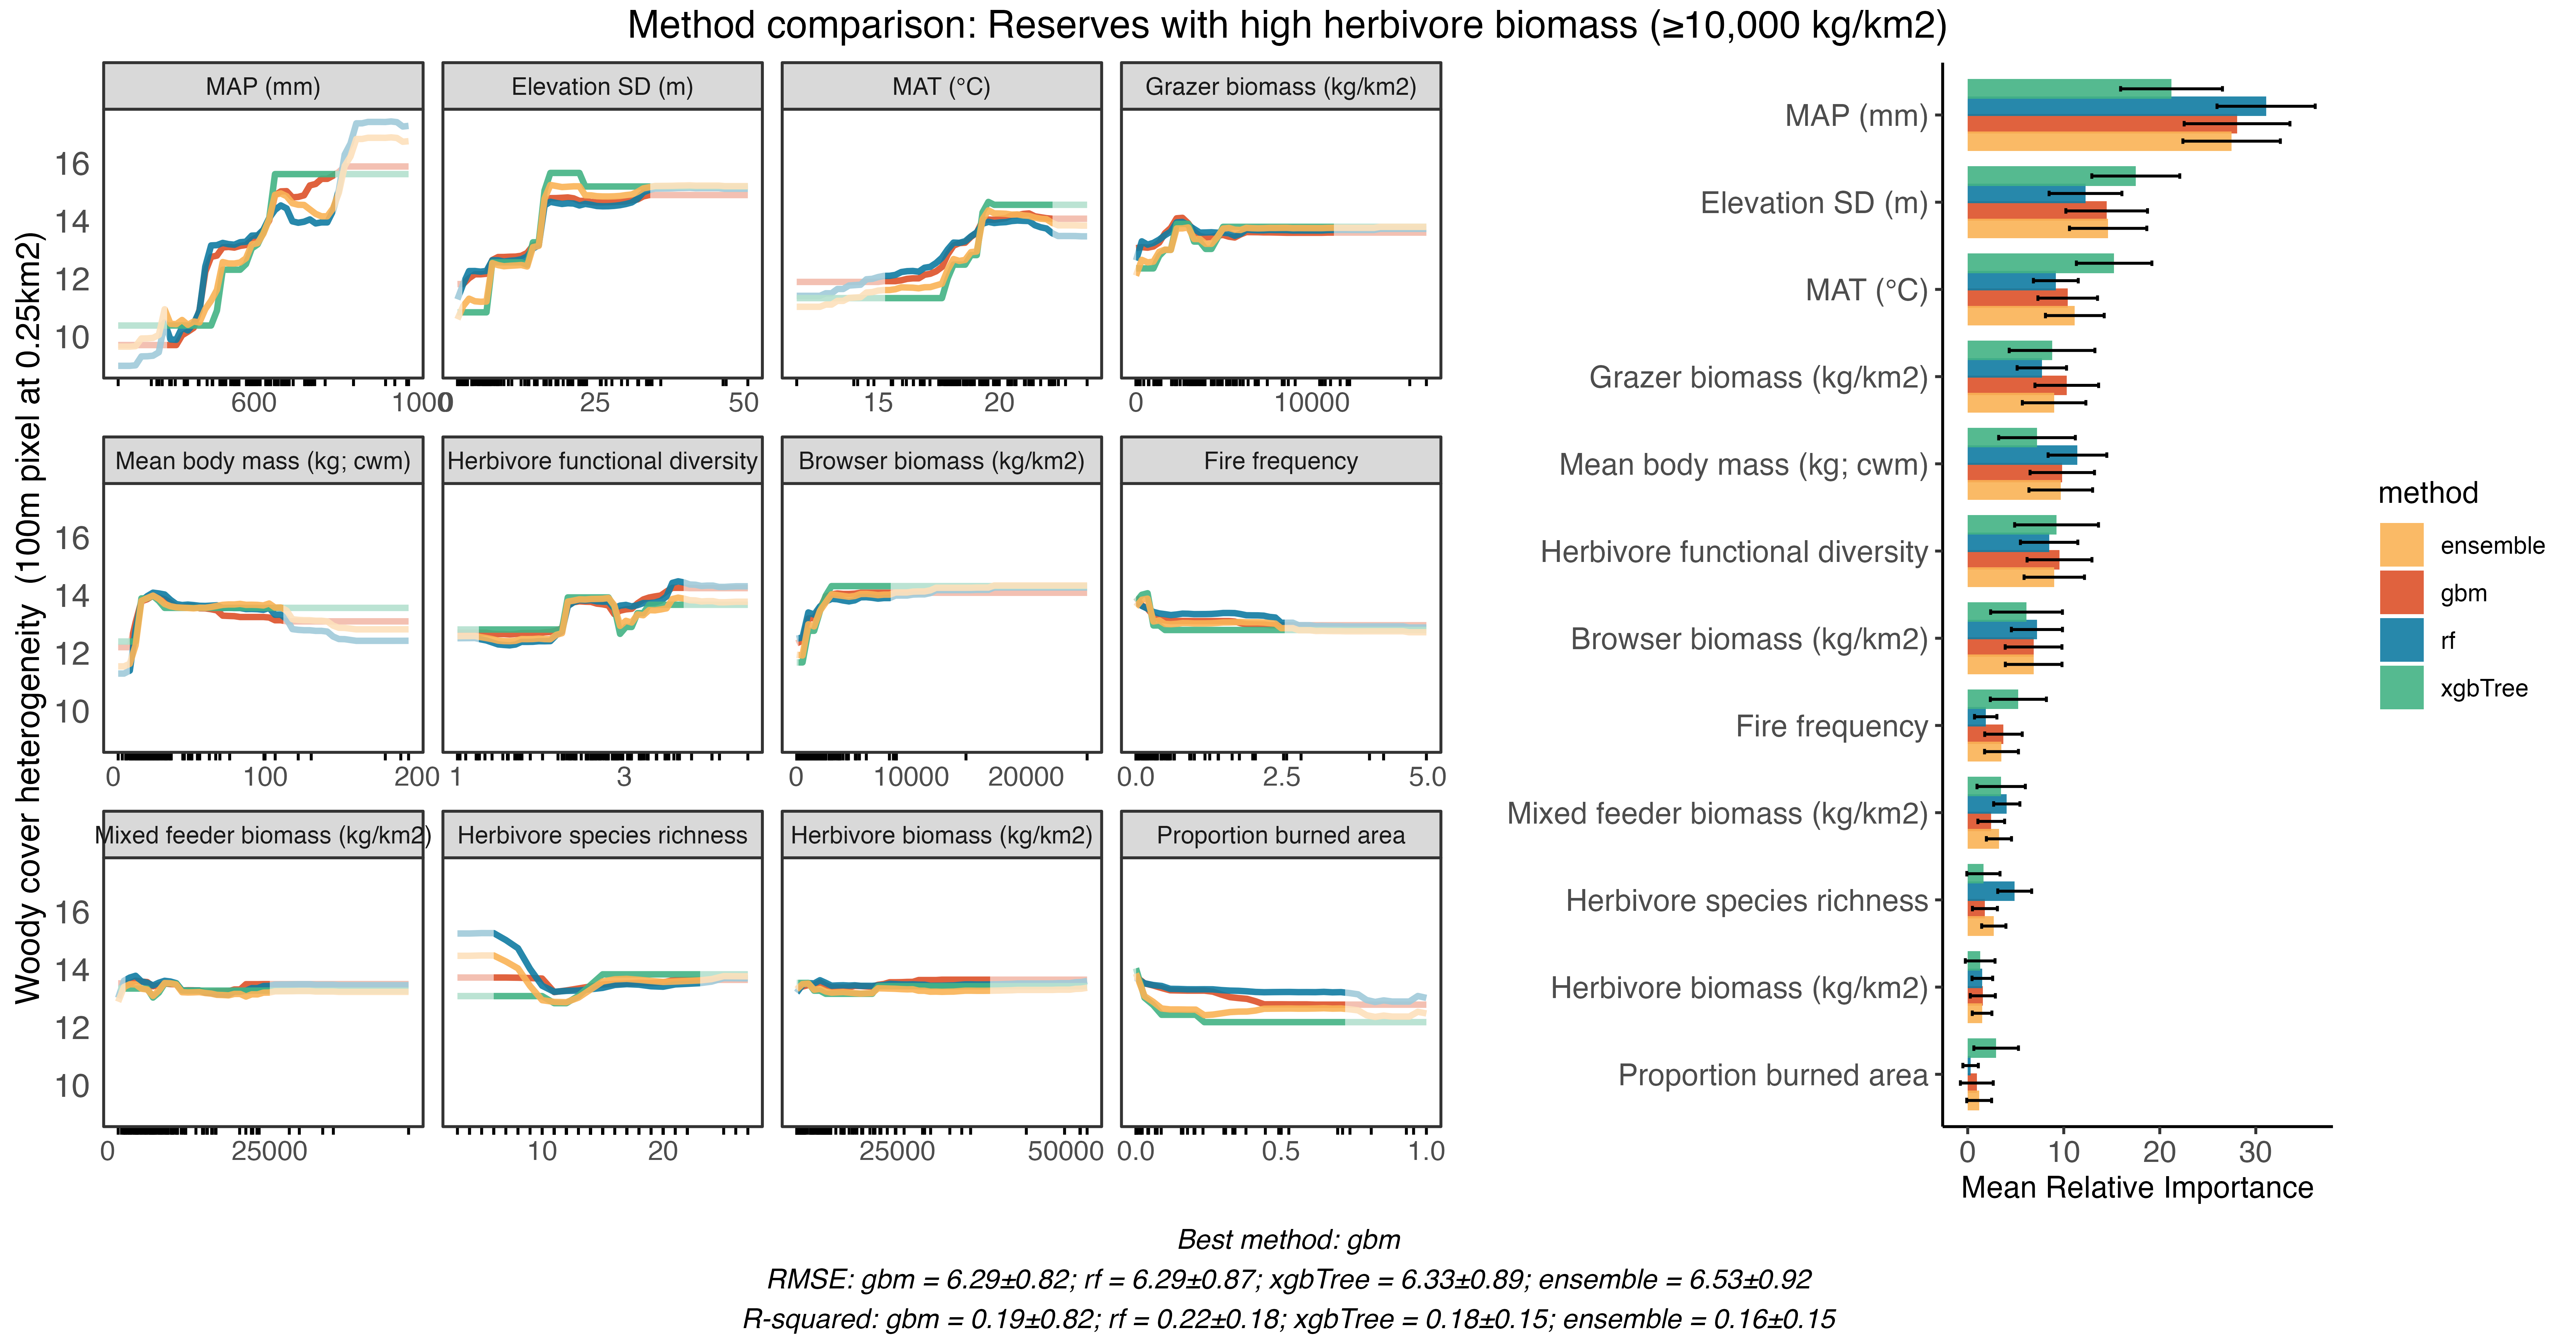 Method comparison: Reserves with high herbivore biomass (≥10,000 kg/km2)
Woody cover heterogeneity (100m pixel at 0.25km2)
MAP (mm)
Elevation SD (m)
MAT (°C)
Grazer biomass (kg/km2)
16
14
12
10
600
1000
0
25
50
15
20
0
10000
Mean body mass (kg; cwm)
Herbivore functional diversity
Browser biomass (kg/km2)
Fire frequency
16
14
12
10
0
100
200
1
3
0
10000
20000
0.0
2.5
5.0
Mixed feeder biomass (kg/km2)
Herbivore species richness
Herbivore biomass (kg/km2)
Proportion burned area
16
14
12
10
0
25000
10
20
25000
50000
0.0
0.5
1.0
MAP (mm)
Elevation SD (m)
MAT (°C)
Grazer biomass (kg/km2)
Mean body mass (kg; cwm)
Herbivore functional diversity
Browser biomass (kg/km2)
Fire frequency
Mixed feeder biomass (kg/km2)
Herbivore species richness
Herbivore biomass (kg/km2)
Proportion burned area
0
10
20
30
Mean Relative Importance
method
ensemble
gbm
rf
xgbTree
Best method: gbm
RMSE: gbm = 6.29±0.82; rf = 6.29±0.87; xgbTree = 6.33±0.89; ensemble = 6.53±0.92
R-squared: gbm = 0.19±0.82; rf = 0.22±0.18; xgbTree = 0.18±0.15; ensemble = 0.16±0.15